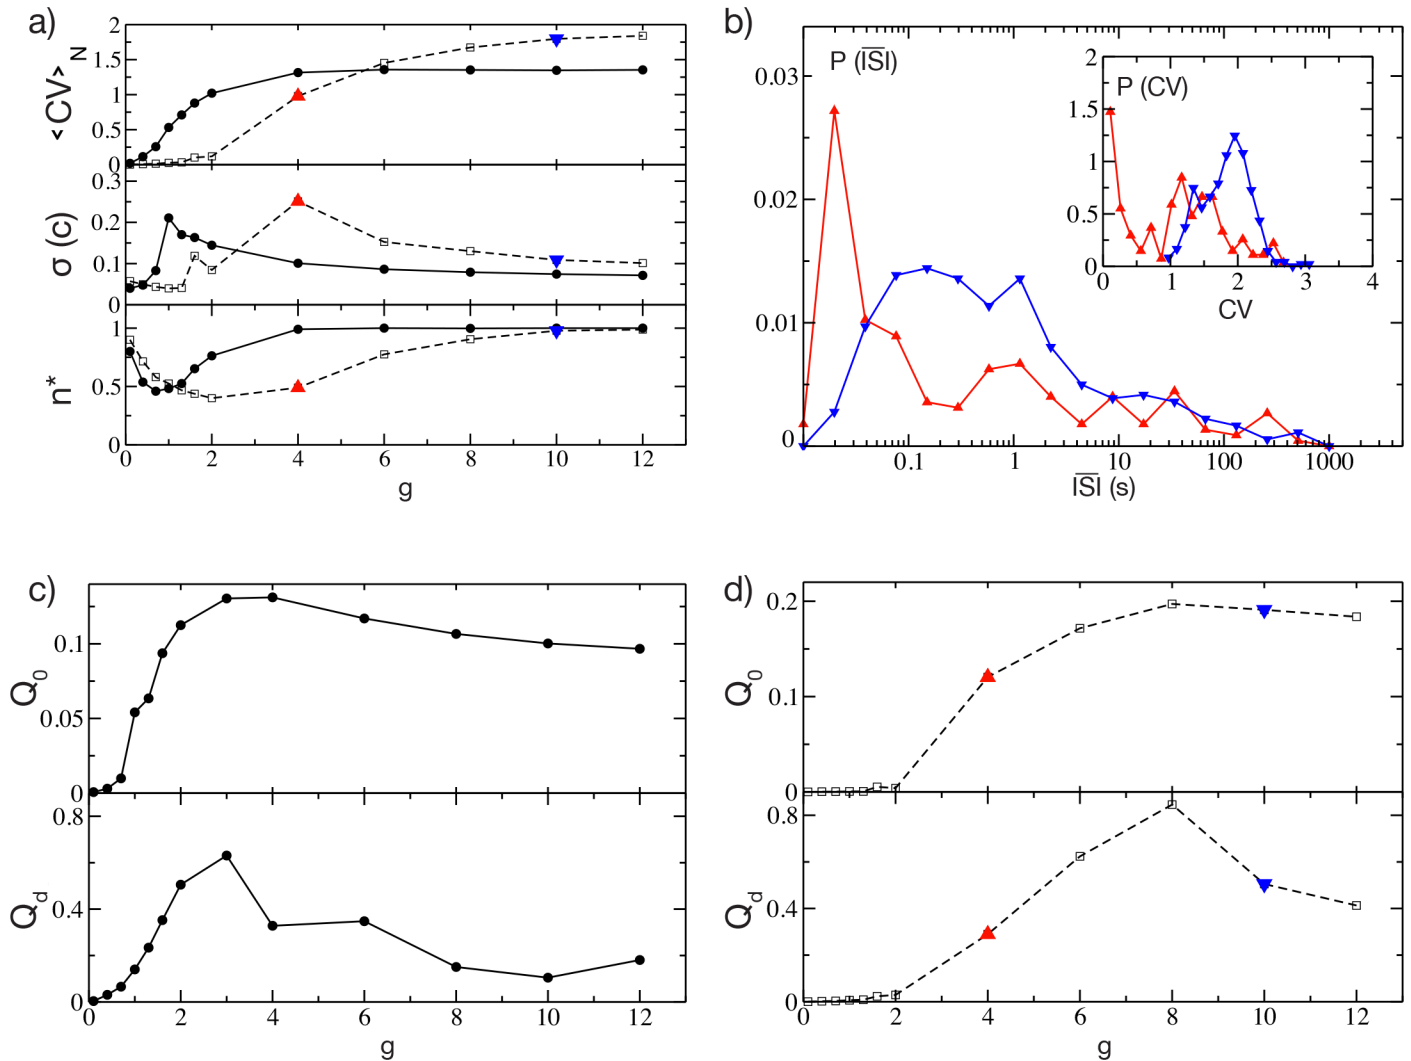 a)
<CV>N
2
1.5
1
0.5
0
σ (c)
0.3
0.2
0.1
0
n*
1
0.5
0
0 2 4 6 8 10 12
g
b)
P (ISI)
0.03
0.02
0.01
0
0.1 1 10 100 1000
ISI (s)
P (CV)
2
1.5
1
0.5
0
0 1 2 3 4
CV
c)
Q0
0.1
0.05
0
Qd
0.8
0.4
0
0 2 4 6 8 10 12
g
d)
Q0
0.2
0.1
0
Qd
0.8
0.4
0
0 2 4 6 8 10 12
g